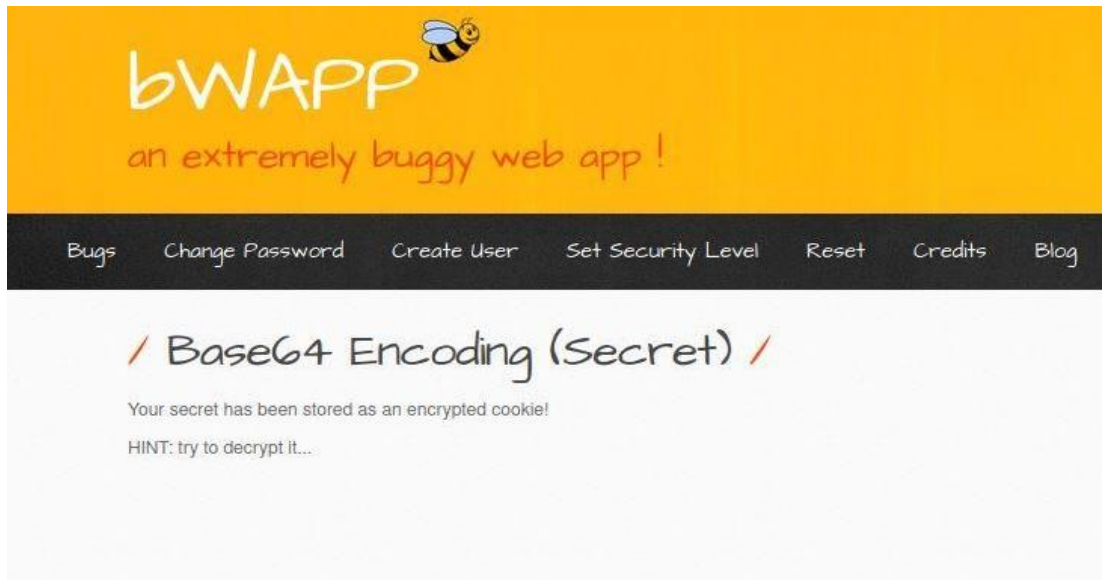 bWAPP
an extremely buggy web app !
Bugs Change Password Create User Set Security Level Reset Credits Blog
/ Base64 Encoding (Secret) /
Your secret has been stored as an encrypted cookie!
HINT: try to decrypt it...